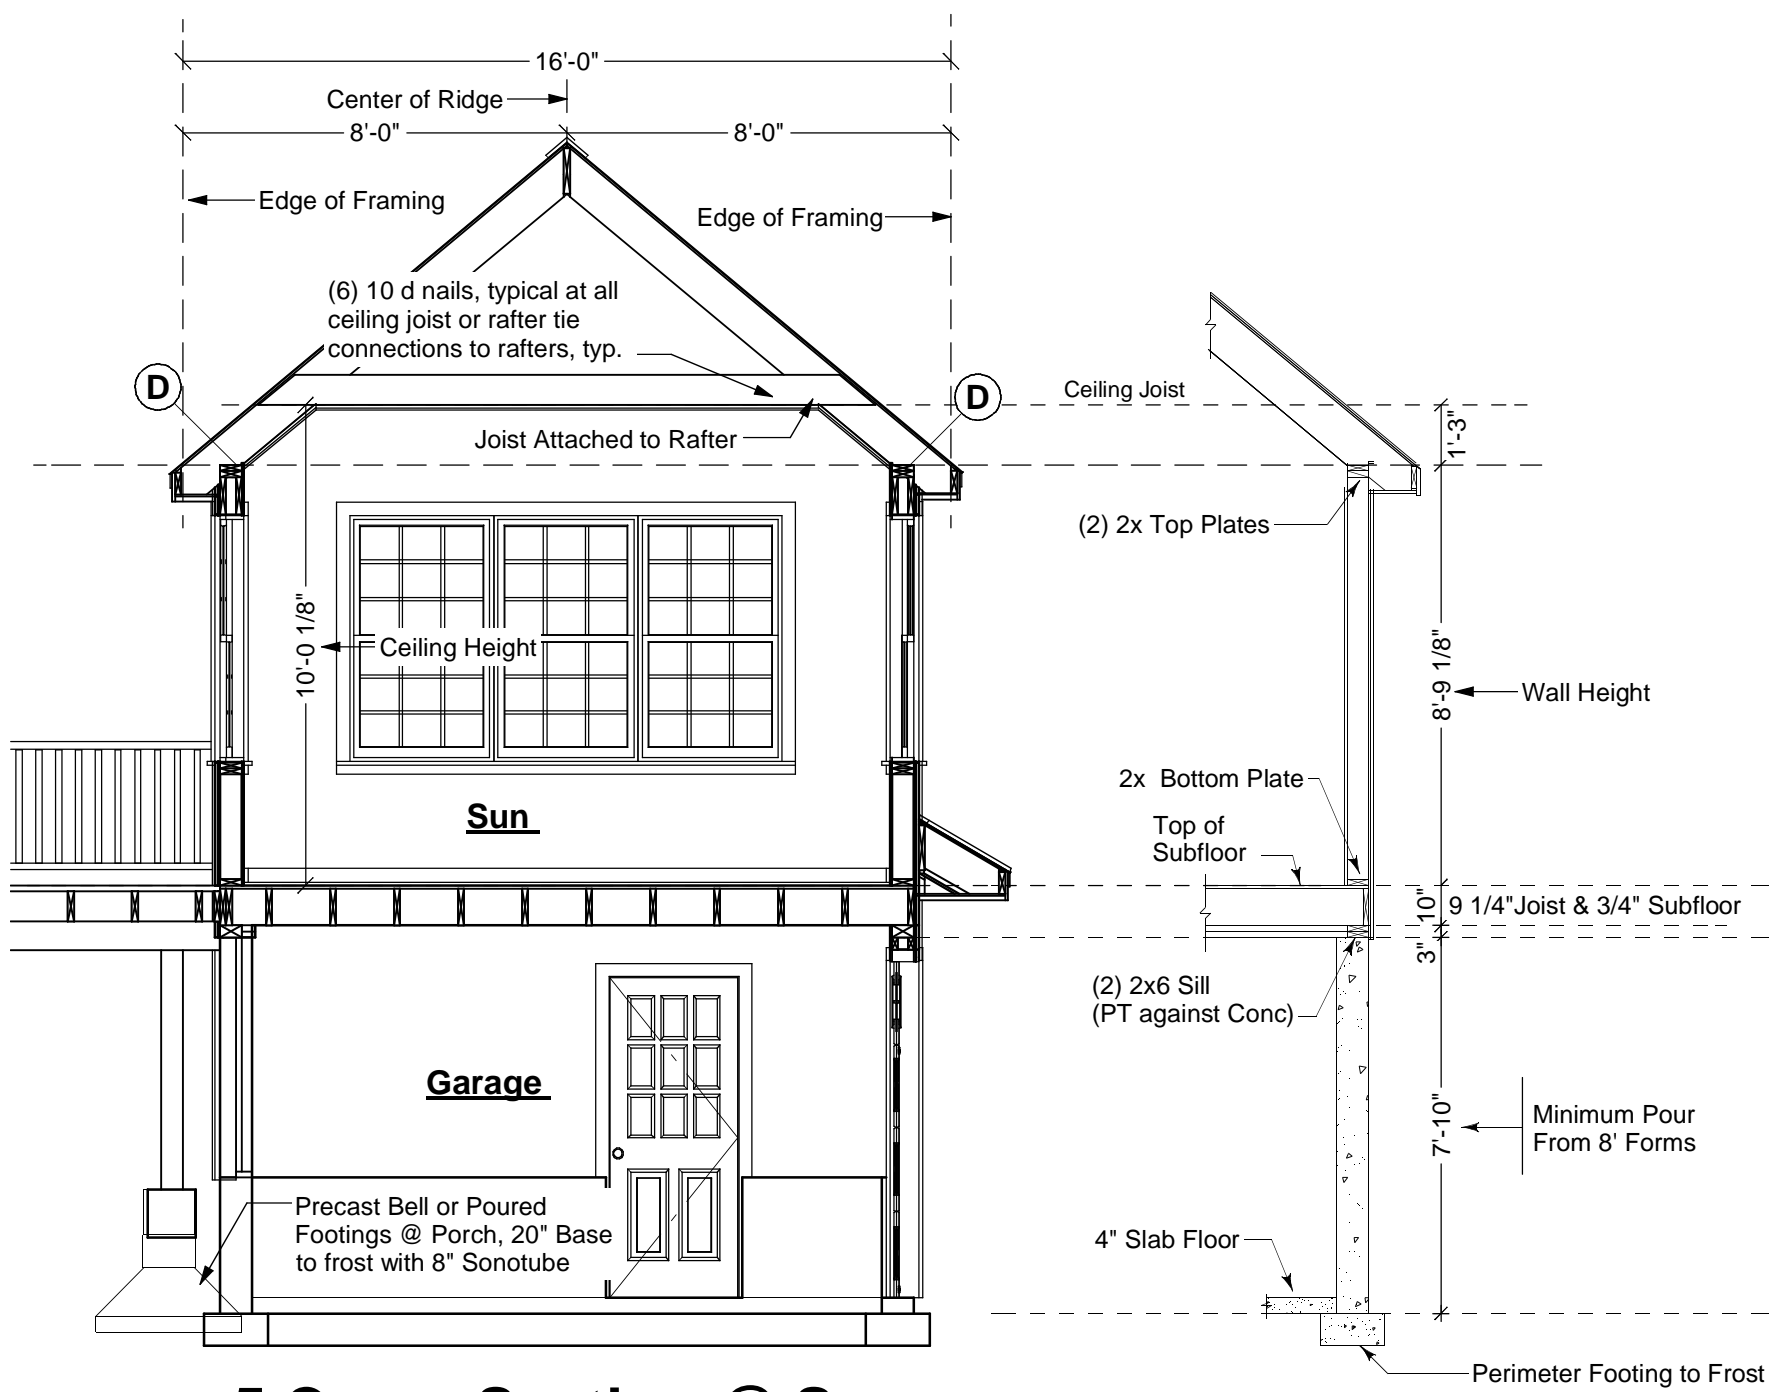 16'-0"
Center of Ridge
8'-0"
8'-0"
Edge of Framing
Edge of Framing
(6) 10 d nails, typical at all
ceiling joist or rafter tie
connections to rafters, typ.
D
D
Ceiling Joist
Joist Attached to Rafter
1'-3"
(2) 2x Top Plates
10'-0 1/8"
Ceiling Height
8'-9 1/8"
Wall Height
2x Bottom Plate
Sun
Top of
Subfloor
10"
9 1/4"Joist & 3/4" Subfloor
3"
(2) 2x6 Sill
(PT against Conc)
Garage
7'-10"
Minimum Pour
From 8' Forms
Precast Bell or Poured
Footings @ Porch, 20" Base
to frost with 8" Sonotube
4" Slab Floor
Perimeter Footing to Frost